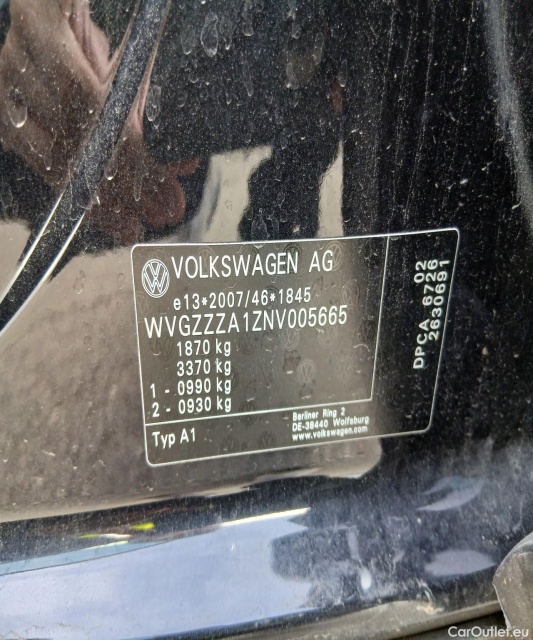 VOLKSWAGEN AG
e13*2007/46*1845
WVGZZZA1ZNV005665
1870 kg
3370 kg
1 - 0990 kg
2 - 0930 kg
Typ A1
Berliner Ring 2
DE-38440 Wolfsburg
www.volkswagen.com
02
DPCA 6726
2630691
CarOutlet.eu